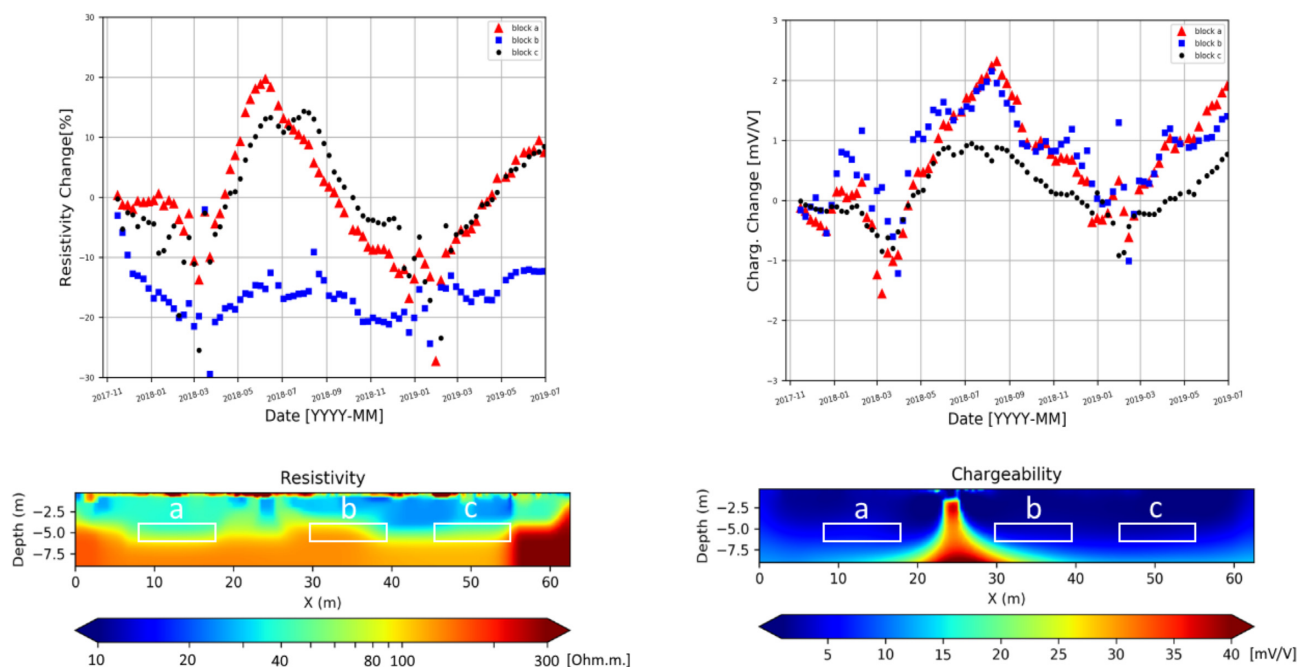 30
20
10
0
−10
−20
−30
Resistivity Change[%]
block a
block b
block c
2017-11 2018-01 2018-03 2018-05 2018-07 2018-09 2018-11 2019-01 2019-03 2019-05 2019-07
Date [YYYY-MM]
3
2
1
0
−1
−2
−3
Charg. Change [mV/V]
block a
block b
block c
2017-11 2018-01 2018-03 2018-05 2018-07 2018-09 2018-11 2019-01 2019-03 2019-05 2019-07
Date [YYYY-MM]
Resistivity
Depth (m)
−2.5
−5.0
−7.5
a b c
0 10 20 30 40 50 60
X (m)
10 20 40 80 100 300 [Ohm.m.]
Chargeability
Depth (m)
−2.5
−5.0
−7.5
a b c
0 10 20 30 40 50 60
X (m)
5 10 15 20 25 30 35 40 [mV/V]